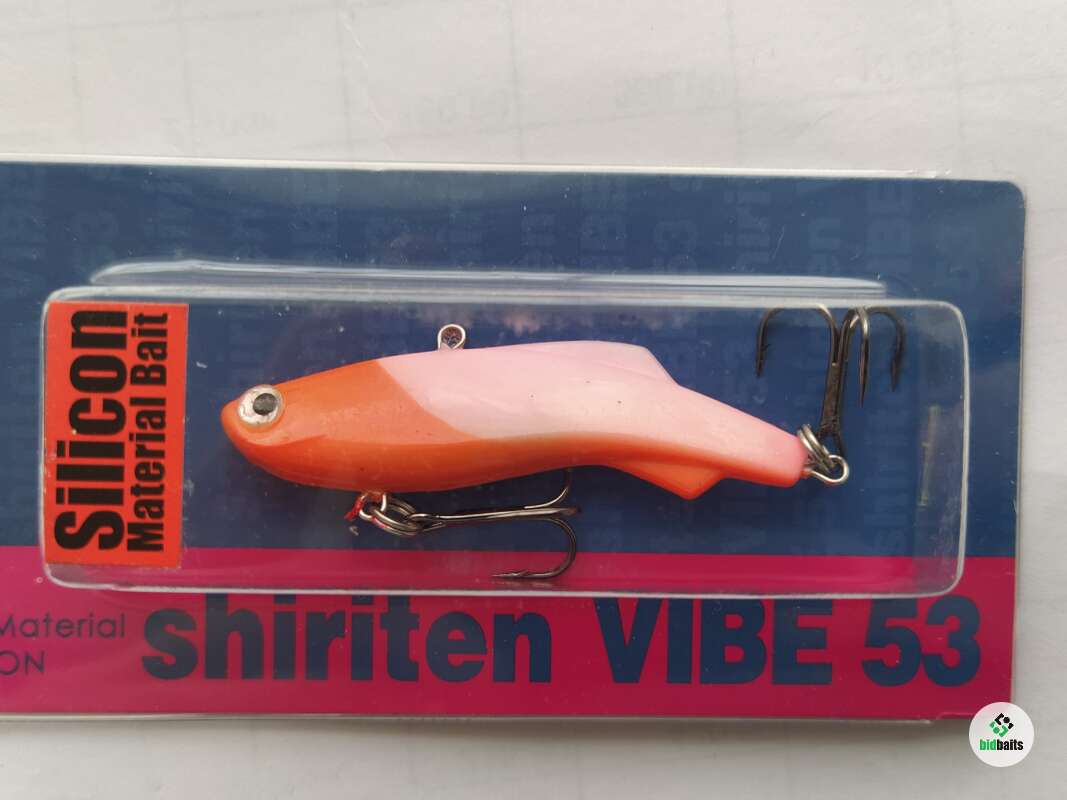 Silicon
Material Bait
Material
ON
shiriten VIBE 53
bidbaits